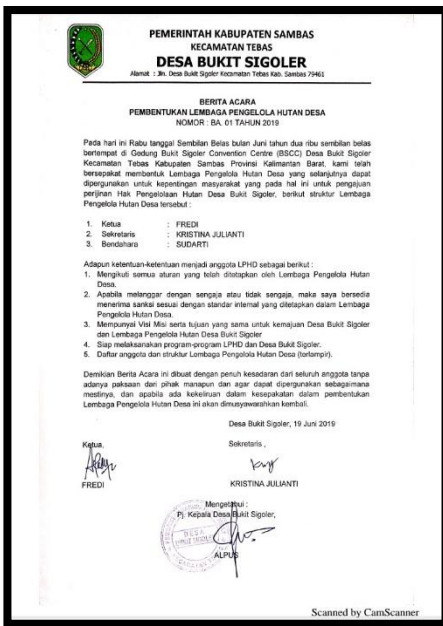 PEMERINTAH KABUPATEN SAMBAS
KECAMATAN TEBAS
DESA BUKIT SIGOLER
Alamat : Jln. Desa Bukit Sigoler Kecamatan Tebas Kab. Sambas 79461
BERITA ACARA
PEMBENTUKAN LEMBAGA PENGELOLA HUTAN DESA
NOMOR : BA. 01 TAHUN 2019
Pada hari ini Rabu tanggal Sembilan Belas bulan Juni tahun dua ribu sembilan belas
bertempat di Gedung Bukit Sigoler Convention Centre (BSCC) Desa Bukit Sigoler
Kecamatan Tebas Kabupaten Sambas Provinsi Kalimantan Barat, kami telah
bersepakat membentuk Lembaga Pengelola Hutan Desa yang selanjutnya dapat
dipergunakan untuk kepentingan masyarakat yang pada hal ini untuk pengajuan
perijinan Hak Pengelolaan Hutan Desa Bukit Sigoler, berikut struktur Lembaga
Pengelola Hutan Desa tersebut :
1. Ketua : FREDI
2. Sekretaris : KRISTINA JULIANTI
3. Bendahara : SUDARTI
Adapun ketentuan-ketentuan menjadi anggota LPHD sebagai berikut :
1. Mengikuti semua aturan yang telah ditetapkan oleh Lembaga Pengelola Hutan
Desa.
2. Apabila melanggar dengan sengaja atau tidak sengaja, maka saya bersedia
menerima sanksi sesuai dengan standar internal yang ditetapkan dalam Lembaga
Pengelola Hutan Desa.
3. Mempunyai Visi Misi serta tujuan yang sama untuk kemajuan Desa Bukit Sigoler
dan Lembaga Pengelola Hutan Desa Bukit Sigoler
4. Siap melaksanakan program-program LPHD dan Desa Bukit Sigoler.
5. Daftar anggota dan struktur Lembaga Pengelola Hutan Desa (terlampir).
Demikian Berita Acara ini dibuat dengan penuh kesadaran dari seluruh anggota tanpa
adanya paksaan dari pihak manapun dan agar dapat dipergunakan sebagaimana
mestinya, dan apabila ada kekeliruan dalam kesepakatan dalam pembentukan
Lembaga Pengelola Hutan Desa ini akan dimusyawarahkan kembali.
Desa Bukit Sigoler, 19 Juni 2019
Ketua, Sekretaris ,
FREDI KRISTINA JULIANTI
Mengetahui :
Pj. Kepala Desa Bukit Sigoler,
DESA
BUKIT SIGOLER
ALPUS
Scanned by CamScanner